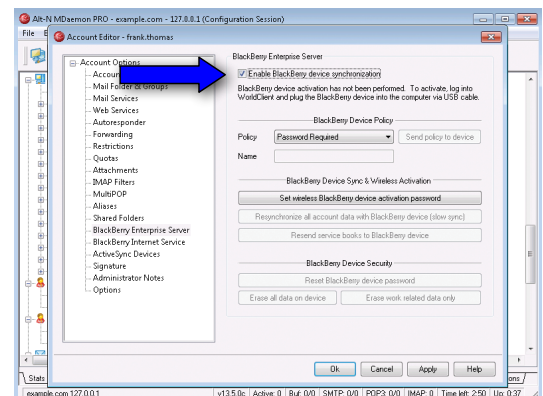 Alt-N MDaemon PRO - example.com - 127.0.0.1 (Configuration Session)
File
Account Editor - frank.thomas
Account Options
Mail Folder & Groups
Mail Services
Web Services
Autoresponder
Forwarding
Restrictions
Quotas
Attachments
IMAP Filters
MultiPOP
Aliases
Shared Folders
BlackBerry Enterprise Server
BlackBerry Internet Service
ActiveSync Devices
Signature
Administrator Notes
Options
BlackBerry Enterprise Server
Enable BlackBerry device synchronization
BlackBerry device activation has not been performed. To activate, log into
WorldClient and plug the BlackBerry device into the computer via USB cable.
BlackBerry Device Policy
Policy Password Required Send policy to device
Name
BlackBerry Device Sync & Wireless Activation
Set wireless BlackBerry device activation password
Resynchronize all account data with BlackBerry device (slow sync)
Resend service books to BlackBerry device
BlackBerry Device Security
Reset BlackBerry device password
Erase all data on device Erase work related data only
Ok Cancel Apply Help
Stats
example.com 127.0.0.1 v13.5.0c Active: 0 Buf: 0/0 SMTP: 0/0 POP3: 0/0 IMAP: 0 Time left: 2:50 Up: 0:37